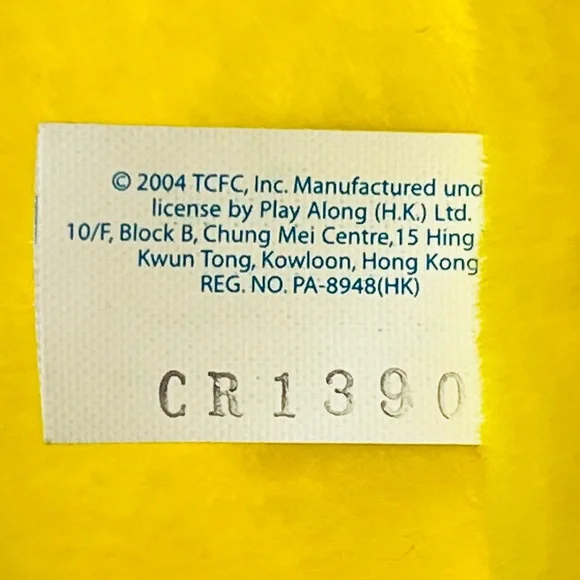 © 2004 TCFC, Inc. Manufactured und
license by Play Along (H.K.) Ltd.
10/F, Block B, Chung Mei Centre,15 Hing
Kwun Tong, Kowloon, Hong Kong
REG. NO. PA-8948(HK)
CR1390